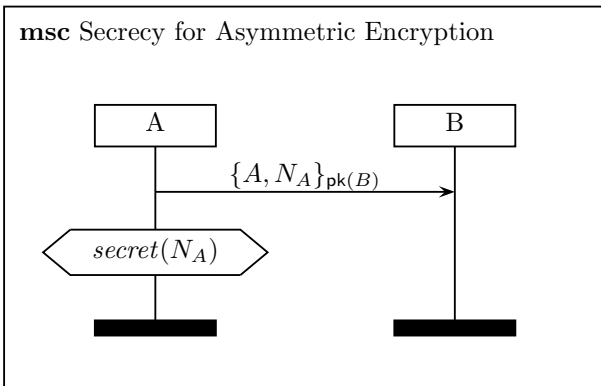 msc Secrecy for Asymmetric Encryption
A
B
{A, N_A}_pk(B)
secret(N_A)